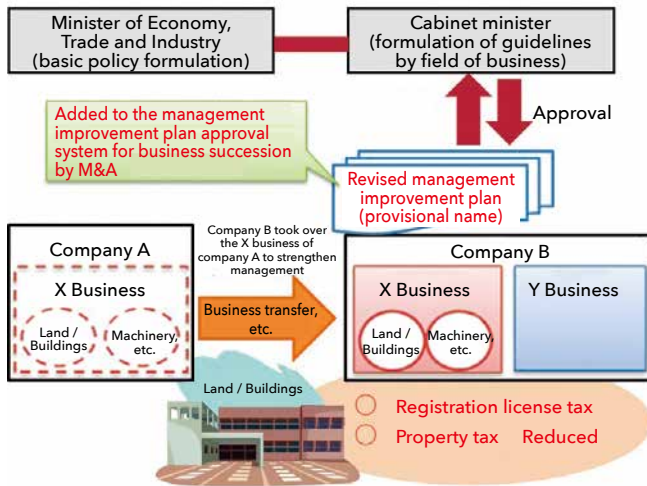 Minister of Economy,
Trade and Industry
(basic policy formulation)
Cabinet minister
(formulation of guidelines
by field of business)
Approval
Added to the management
improvement plan approval
system for business succession
by M&A
Revised management
improvement plan
(provisional name)
Company A
X Business
Land /
Buildings
Machinery,
etc.
Company B took over
the X business of
company A to strengthen
management
Business transfer,
etc.
Company B
X Business
Land /
Buildings
Machinery,
etc.
Y Business
Land / Buildings
Registration license tax
Property tax Reduced